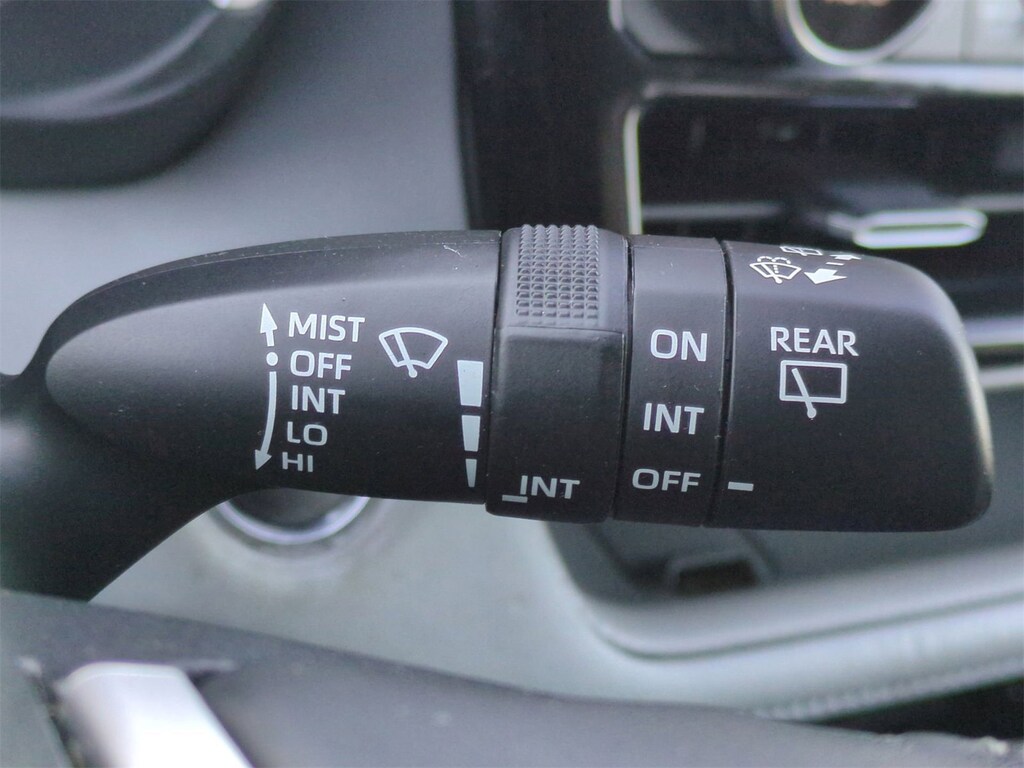 MIST
OFF
INT
LO
HI
INT
ON
INT
OFF
REAR